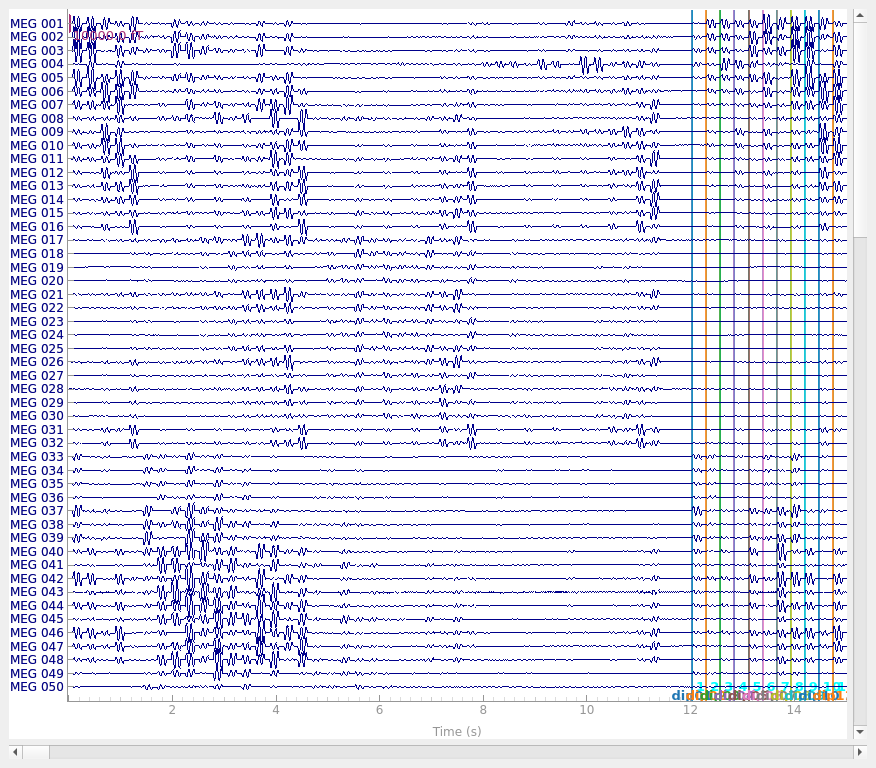 MEG 001
MEG 002
MEG 003
MEG 004
MEG 005
MEG 006
MEG 007
MEG 008
MEG 009
MEG 010
MEG 011
MEG 012
MEG 013
MEG 014
MEG 015
MEG 016
MEG 017
MEG 018
MEG 019
MEG 020
MEG 021
MEG 022
MEG 023
MEG 024
MEG 025
MEG 026
MEG 027
MEG 028
MEG 029
MEG 030
MEG 031
MEG 032
MEG 033
MEG 034
MEG 035
MEG 036
MEG 037
MEG 038
MEG 039
MEG 040
MEG 041
MEG 042
MEG 043
MEG 044
MEG 045
MEG 046
MEG 047
MEG 048
MEG 049
MEG 050
2 4 6 8 10 12 14
Time (s)